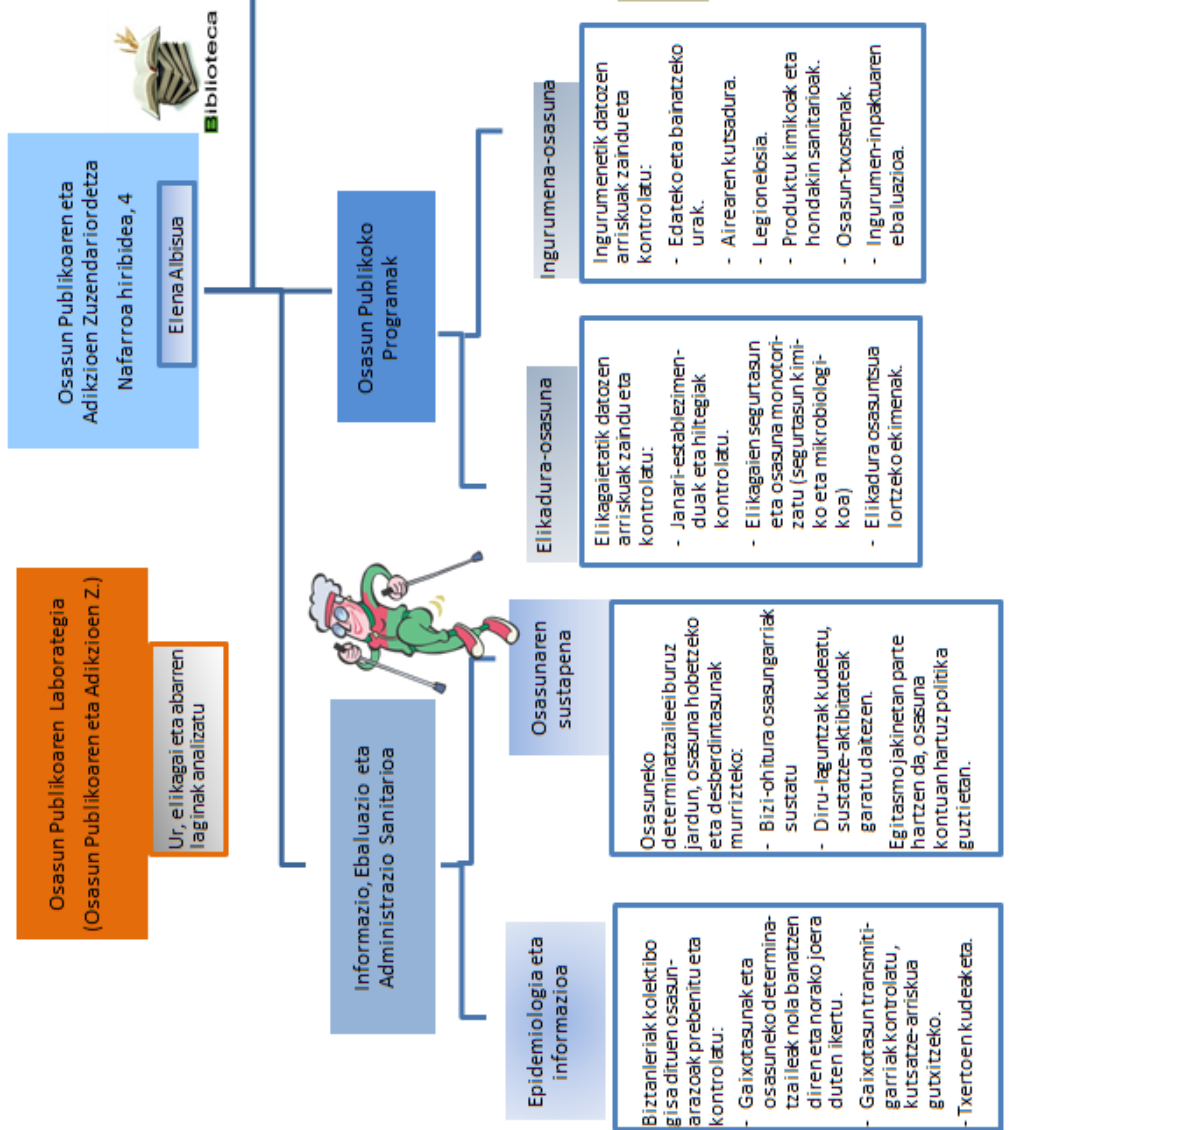 Osasun Publikoaren Laborategia
(Osasun Publikoaren eta Adikzioen Z.)
Ur, elikagai eta abarren
laginak analizatu
Osasun Publikoaren eta
Adikzioen Zuzendariordetza
Nafarroa hiribidea, 4
Elena Albisua
Biblioteca
Informazio, Ebaluazio eta
Administrazio Sanitarioa
Osasun Publikoko
Programak
Epidemiologia eta
informazioa
Biztanleriak kolektibo
gisa dituen osasun-
arazoak prebenitu eta
kontrolatu:
- Gaixotasunak eta
osasuneko determina-
tzaileak nola banatzen
diren eta norako joera
duten ikertu.
- Gaixotasun transmiti-
garriak kontrolatu,
kutsatze-arriskua
gutxitzeko.
- Txertoen kudeaketa.
Osasunaren
sustapena
Osasuneko
determinatzaileei buruz
jardun, osasuna hobetzeko
eta desberdintasunak
murrizteko:
- Bizi-ohitura osasungarriak
sustatu
- Diru-laguntzak kudeatu,
sustatze-aktibitateak
garatu daitezen.
Egitasmo jakinetan parte
hartzen da, osasuna
kontuan hartuz politika
guztietan.
Elikadura-osasuna
Elikagaietatik datozen
arriskuak zaindu eta
kontrolatu:
- Janari-establezimen-
duak eta hiltegiak
kontrolatu.
- Elikagaien segurtasun
eta osasuna monotori-
zatu (segurtasun kimi-
ko eta mikrobiologi-
koa)
- Elikadura osasuntsua
lortzeko ekimenak.
Ingurumena-osasuna
Ingurumenetik datozen
arriskuak zaindu eta
kontrolatu:
- Edateko eta bainatzeko
urak.
- Airearen kutsadura.
- Legionelosia.
- Produktu kimikoak eta
hondakin sanitarioak.
- Osasun-txostenak.
- Ingurumen-inpaktuaren
ebaluazioa.